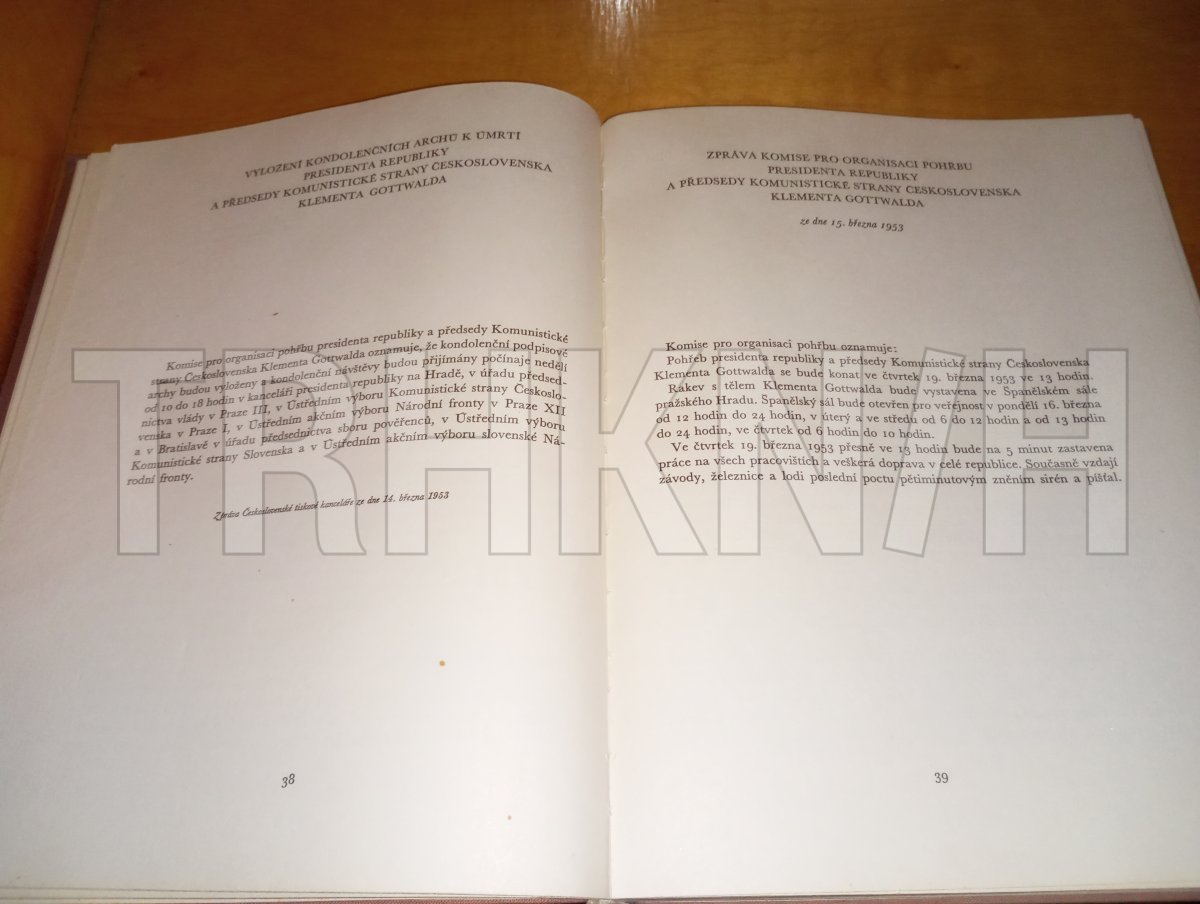 VYLOŽENÍ KONDOLENČNÍCH ARCHŮ K ÚMRTÍ
PRESIDENTA REPUBLIKY
A PŘEDSEDY KOMUNISTICKÉ STRANY ČESKOSLOVENSKA
KLEMENTA GOTTWALDA
Komise pro organisaci pohřbu presidenta republiky a předsedy Komunistické
strany Československa Klementa Gottwalda oznamuje, že kondolenční podpisové
archy budou vyloženy a kondolenční návštěvy budou přijímány počínaje nedělí
od 10 do 18 hodin v kanceláři presidenta republiky na Hradě, v úřadu předsed-
nictva vlády v Praze III, v Ústředním výboru Komunistické strany Českoslo-
venska v Praze I, v Ústředním akčním výboru Národní fronty v Praze XII
a v Bratislavě v úřadu předsednictva sboru pověřenců, v Ústředním výboru
Komunistické strany Slovenska a v Ústředním akčním výboru slovenské Ná-
rodní fronty.
Zpráva Československé tiskové kanceláře ze dne 14. března 1953
38
ZPRÁVA KOMISE PRO ORGANISACI POHŘBU
PRESIDENTA REPUBLIKY
A PŘEDSEDY KOMUNISTICKÉ STRANY ČESKOSLOVENSKA
KLEMENTA GOTTWALDA
ze dne 15. března 1953
Komise pro organisaci pohřbu oznamuje:
Pohřeb presidenta republiky a předsedy Komunistické strany Československa
Klementa Gottwalda se bude konat ve čtvrtek 19. března 1953 ve 13 hodin.
Rakev s tělem Klementa Gottwalda bude vystavena ve Španělském sále
pražského Hradu. Španělský sál bude otevřen pro veřejnost v pondělí 16. března
od 12 hodin do 24 hodin, v úterý a ve středu od 6 do 12 hodin a od 13 hodin
do 24 hodin, ve čtvrtek od 6 hodin do 10 hodin.
Ve čtvrtek 19. března 1953 přesně ve 13 hodin bude na 5 minut zastavena
práce na všech pracovištích a veškerá doprava v celé republice. Současně vzdají
závody, železnice a lodi poslední poctu pětiminutovým zněním sirén a píšťal.
39
TRHKNIH